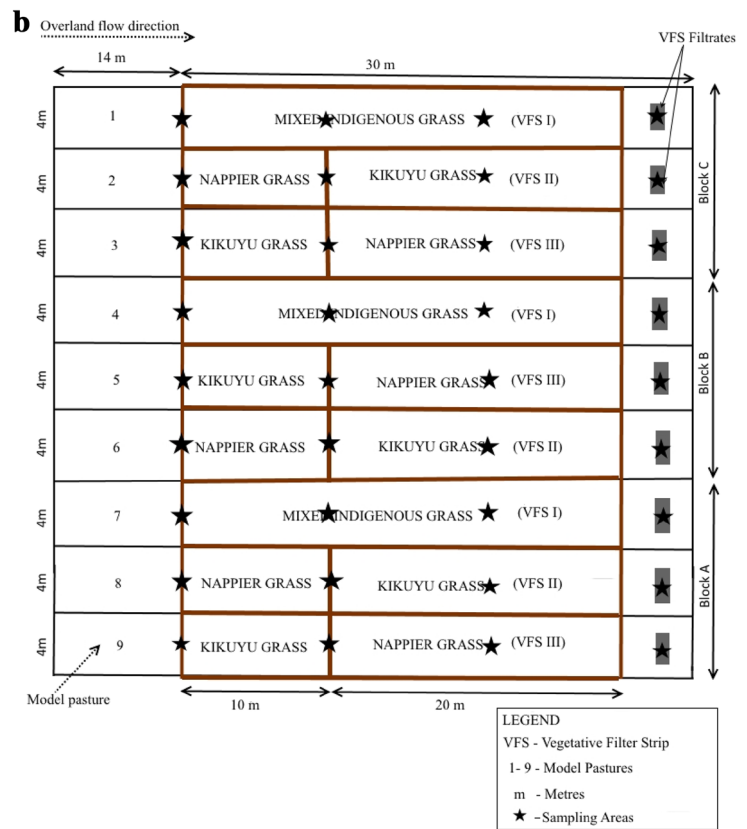 b
Overland flow direction
VFS Filtrates
14 m
30 m
4m 1 MIXED INDIGENOUS GRASS (VFS I)
4m 2 NAPPIER GRASS KIKUYU GRASS (VFS II)
4m 3 KIKUYU GRASS NAPPIER GRASS (VFS III)
Block C
4m 4 MIXED INDIGENOUS GRASS (VFS I)
4m 5 KIKUYU GRASS NAPPIER GRASS (VFS III)
4m 6 NAPPIER GRASS KIKUYU GRASS (VFS II)
Block B
4m 7 MIXED INDIGENOUS GRASS (VFS I)
4m 8 NAPPIER GRASS KIKUYU GRASS (VFS II)
4m 9 KIKUYU GRASS NAPPIER GRASS (VFS III)
Block A
Model pasture
10 m
20 m
LEGEND
VFS - Vegetative Filter Strip
1- 9 - Model Pastures
m - Metres
★ -Sampling Areas